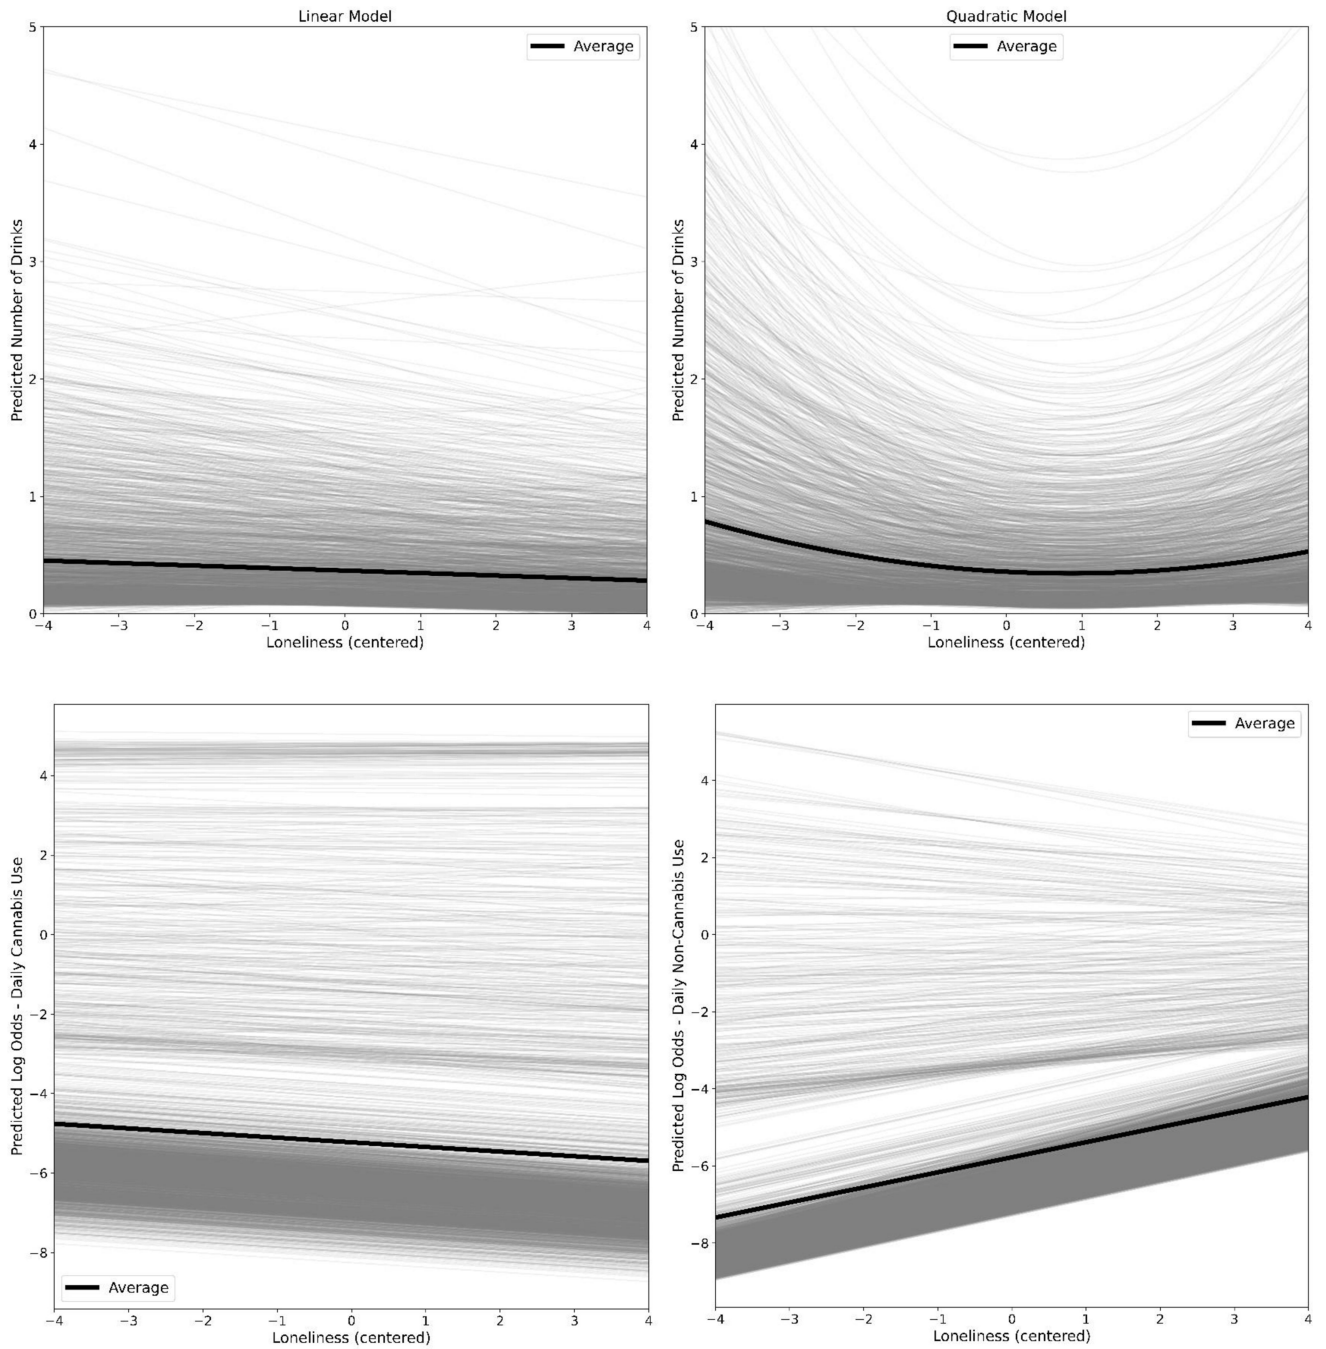 Linear Model
Average
5
4
3
2
1
0
−4 −3 −2 −1 0 1 2 3 4
Loneliness (centered)
Predicted Number of Drinks
Quadratic Model
Average
5
4
3
2
1
0
−4 −3 −2 −1 0 1 2 3 4
Loneliness (centered)
Predicted Number of Drinks
4
2
0
−2
−4
−6
−8
Average
−4 −3 −2 −1 0 1 2 3 4
Loneliness (centered)
Predicted Log Odds - Daily Cannabis Use
Average
4
2
0
−2
−4
−6
−8
−4 −3 −2 −1 0 1 2 3 4
Loneliness (centered)
Predicted Log Odds - Daily Non-Cannabis Use